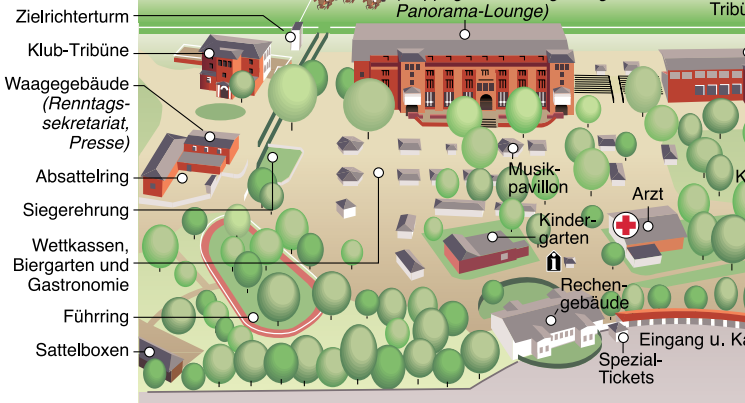 Panorama-Lounge)
Zielrichterturm
Klub-Tribüne
Waagegebäude
(Renntags-
sekretariat,
Presse)
Absattelring
Siegerehrung
Wettkassen,
Biergarten und
Gastronomie
Führring
Sattelboxen
Musik-
pavillon
Arzt
Kinder-
garten
i
Rechen-
gebäude
Eingang u. Ka
Spezial-
Tickets
Tribü
K